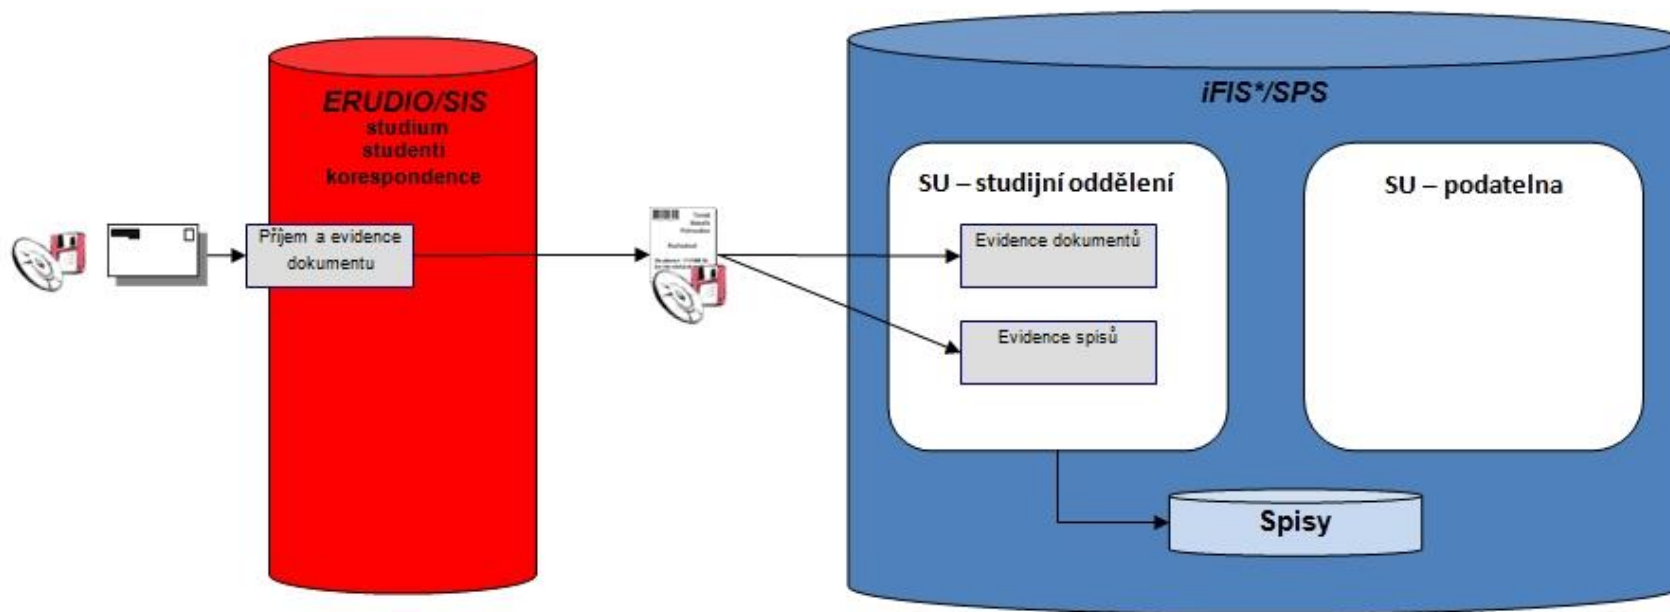 ERUDIO/SIS
studium
studenti
korespondence
Příjem a evidence
dokumentu
iFIS*/SPS
SU – studijní oddělení
Evidence dokumentů
Evidence spisů
SU – podatelna
Spisy